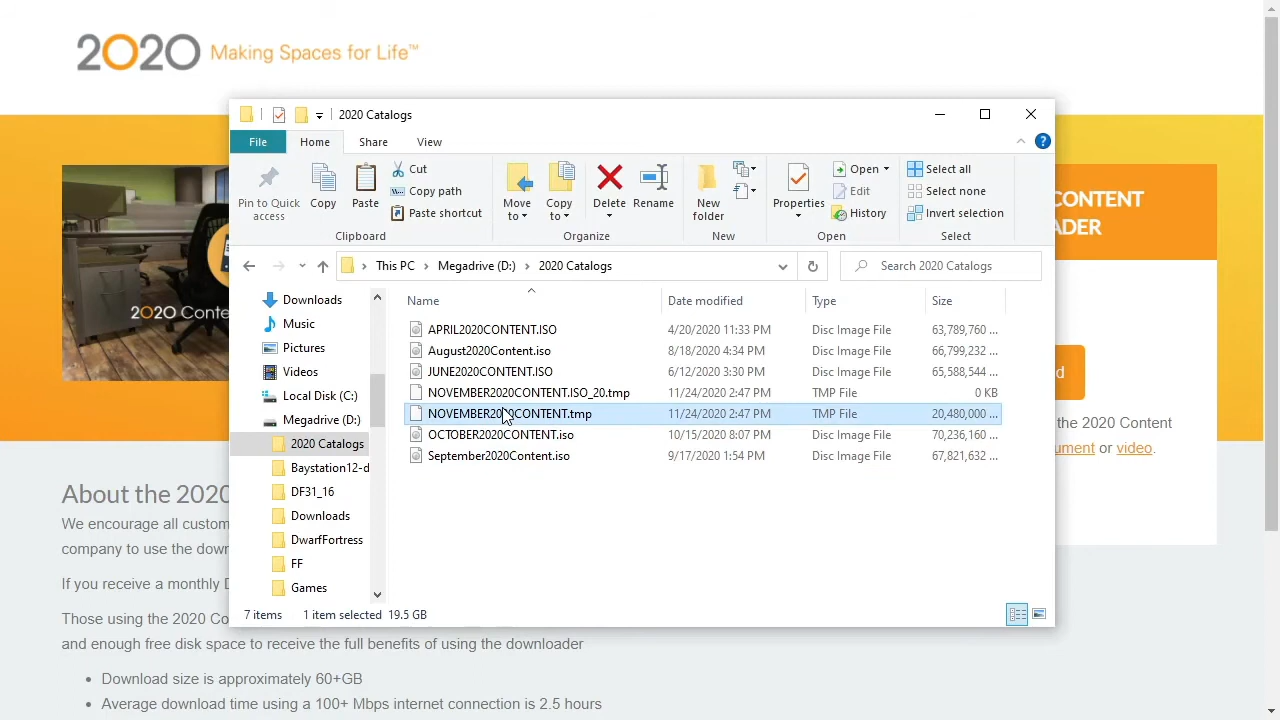 2020 Making Spaces for Life™
2020 Catalogs
File Home Share View
Pin to Quick access
Copy
Paste
Cut
Copy path
Paste shortcut
Move to
Copy to
Delete
Rename
New folder
Properties
Open
Edit
History
Select all
Select none
Invert selection
Clipboard Organize New Open Select
This PC Megadrive (D:) 2020 Catalogs
Search 2020 Catalogs
Downloads
Music
Pictures
Videos
Local Disk (C:)
Megadrive (D:)
2020 Catalogs
Baystation12-d
DF31_16
Downloads
DwarfFortress
FF
Games
Name Date modified Type Size
APRIL2020CONTENT.ISO 4/20/2020 11:33 PM Disc Image File 63,789,760 ...
August2020Content.iso 8/18/2020 4:34 PM Disc Image File 66,799,232 ...
JUNE2020CONTENT.ISO 6/12/2020 3:30 PM Disc Image File 65,588,544 ...
NOVEMBER2020CONTENT.ISO_20.tmp 11/24/2020 2:47 PM TMP File 0 KB
NOVEMBER2020CONTENT.tmp 11/24/2020 2:47 PM TMP File 20,480,000 ...
OCTOBER2020CONTENT.iso 10/15/2020 8:07 PM Disc Image File 70,236,160 ...
September2020Content.iso 9/17/2020 1:54 PM Disc Image File 67,821,632 ...
7 items 1 item selected 19.5 GB
2020 Conte
CONTENT
ADER
d
the 2020 Content
ument or video.
About the 2020
We encourage all custom
company to use the down
If you receive a monthly D
Those using the 2020 Co
and enough free disk space to receive the full benefits of using the downloader
• Download size is approximately 60+GB
• Average download time using a 100+ Mbps internet connection is 2.5 hours